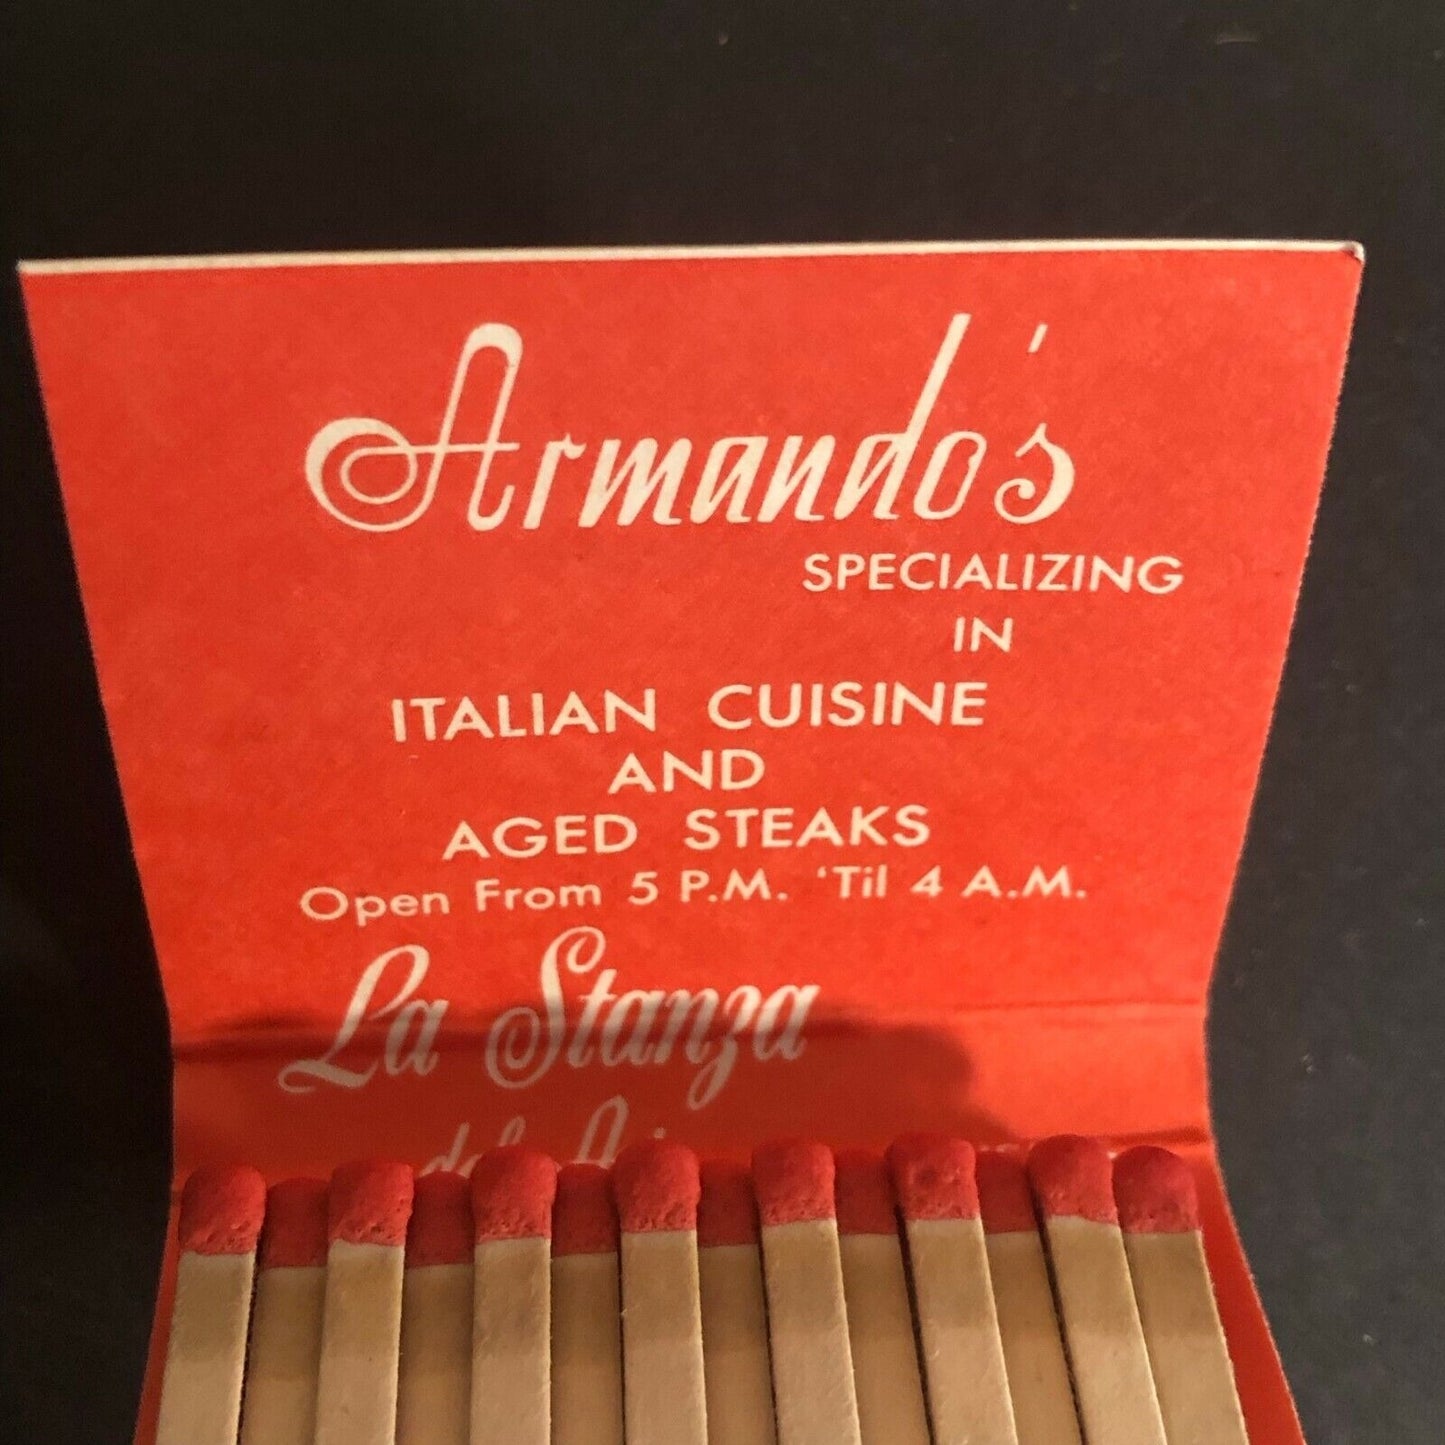 Armando's
SPECIALIZING
IN
ITALIAN CUISINE
AND
AGED STEAKS
Open From 5 P.M. 'Til 4 A.M.
La Stanza